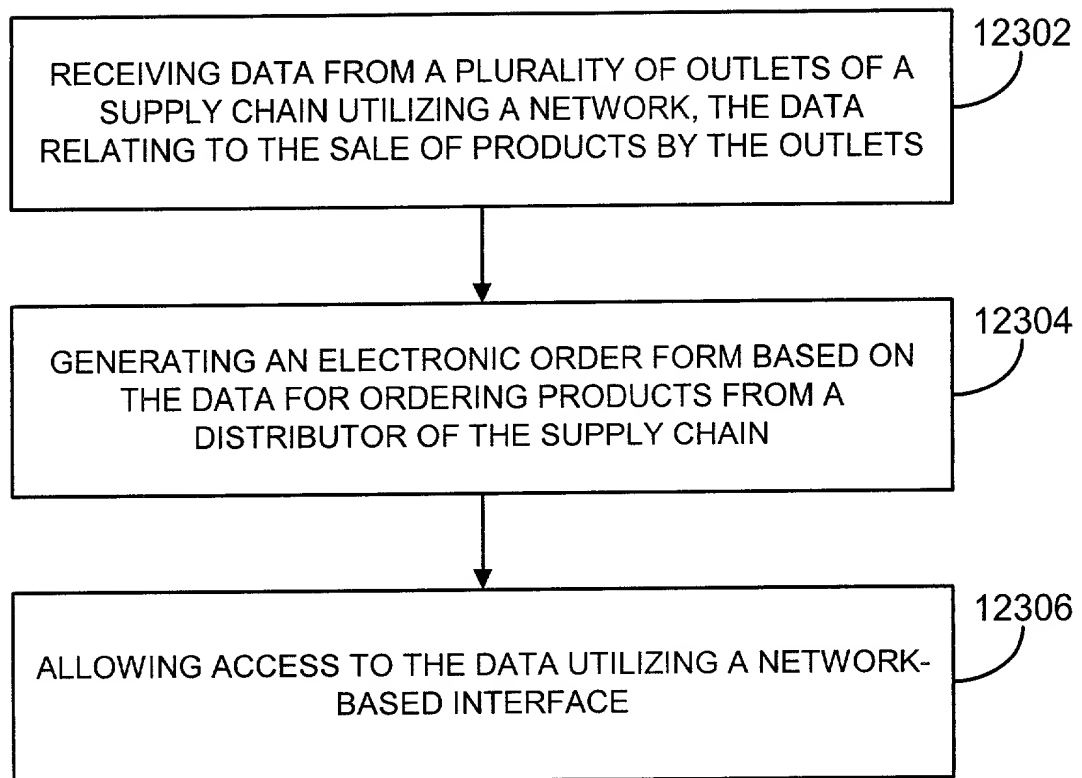 12302
RECEIVING DATA FROM A PLURALITY OF OUTLETS OF A
SUPPLY CHAIN UTILIZING A NETWORK, THE DATA
RELATING TO THE SALE OF PRODUCTS BY THE OUTLETS
12304
GENERATING AN ELECTRONIC ORDER FORM BASED ON
THE DATA FOR ORDERING PRODUCTS FROM A
DISTRIBUTOR OF THE SUPPLY CHAIN
12306
ALLOWING ACCESS TO THE DATA UTILIZING A NETWORK-
BASED INTERFACE